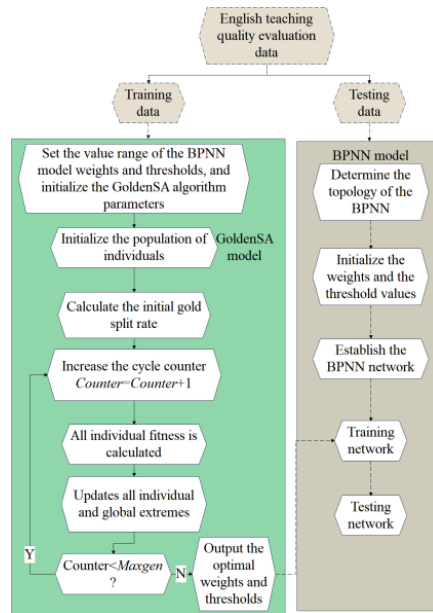 English teaching
quality evaluation
data
Training
data
Testing
data
Set the value range of the BPNN
model weights and thresholds, and
initialize the GoldenSA algorithm
parameters
Initialize the population of
individuals
GoldenSA
model
Calculate the initial gold
split rate
Increase the cycle counter
Counter=Counter+1
All individual fitness is
calculated
Updates all individual
and global extremes
Counter<Maxgen
?
Y
N
Output the
optimal
weights and
thresholds
BPNN model
Determine the
topology of the
BPNN
Initialize the
weights and the
threshold values
Establish the
BPNN network
Training
network
Testing
network